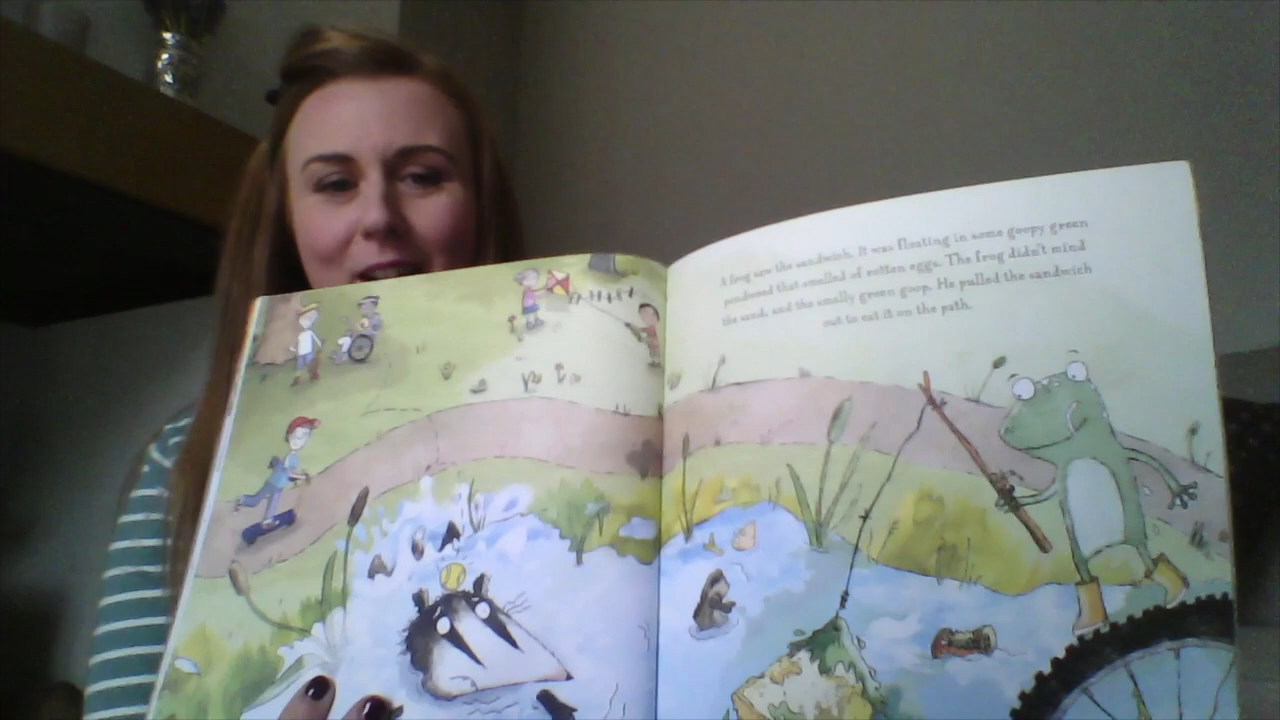 A frog saw the sandwich. It was floating in some goopy green
pondweed that smelled of rotten eggs. The frog didn't mind
the sand, and the smelly green goop. He pulled the sandwich
out to eat it on the path.